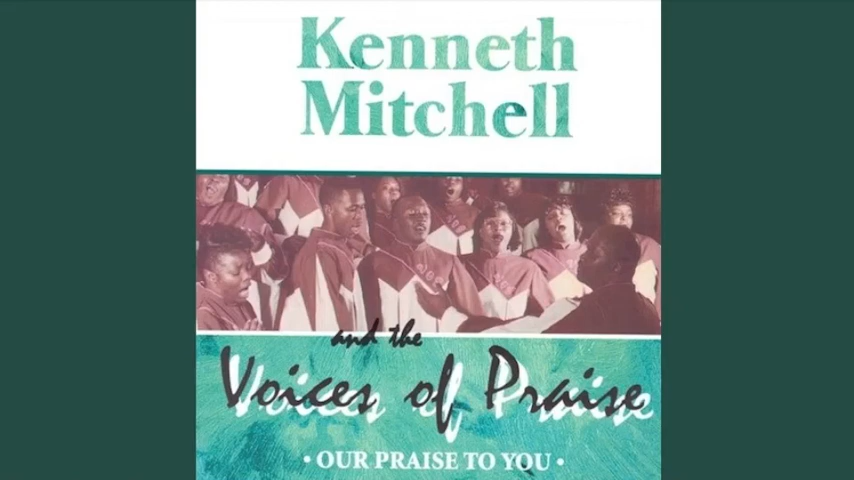 Kenneth
Mitchell
and the
Voices of Praise
• OUR PRAISE TO YOU •